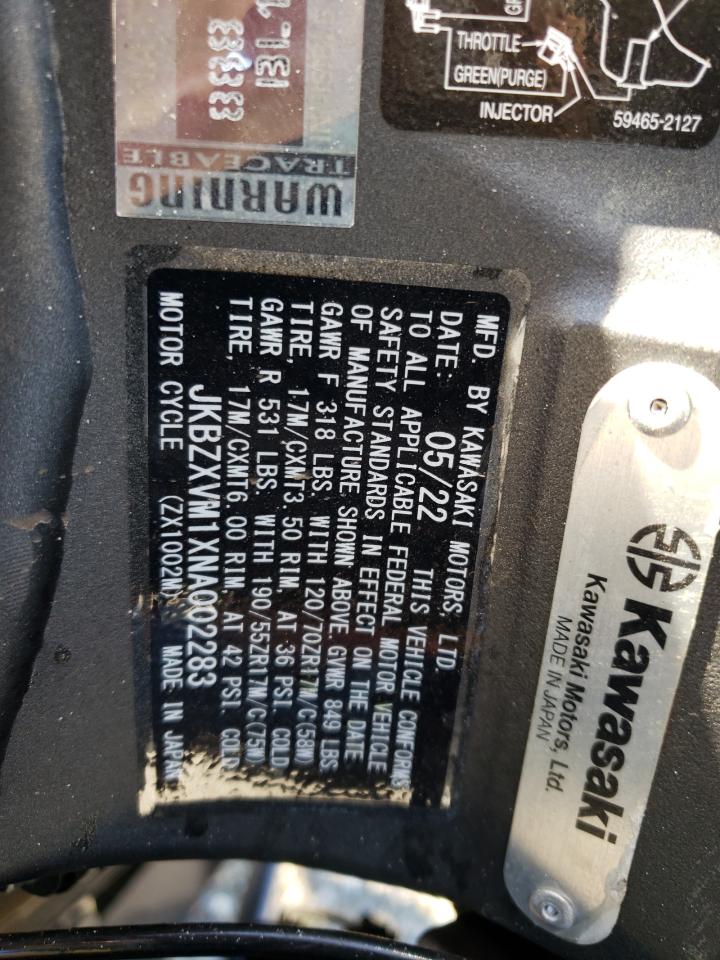 THROTTLE
GREEN(PURGE)
INJECTOR
59465-2127
TRACEABLE
WARNING
MFD. BY KAWASAKI MOTORS, LTD.
DATE: 05/22 THIS VEHICLE CONFORMS
TO ALL APPLICABLE FEDERAL MOTOR VEHICLE
SAFETY STANDARDS IN EFFECT ON THE DATE
OF MANUFACTURE SHOWN ABOVE. GVWR 849 LBS
GAWR F 318 LBS. WITH 120/70ZR17M/C(58W)
TIRE, 17M/CXMT3.50 RIM, AT 36 PSI. COLD
GAWR R 531 LBS. WITH 190/55ZR17M/C(75W)
TIRE, 17M/CXMT6.00 RIM, AT 42 PSI. COLD
JKBZXVM1XNA002283
MOTOR CYCLE (ZX1002M) MADE IN JAPAN
Kawasaki
Kawasaki Motors, Ltd.
MADE IN JAPAN